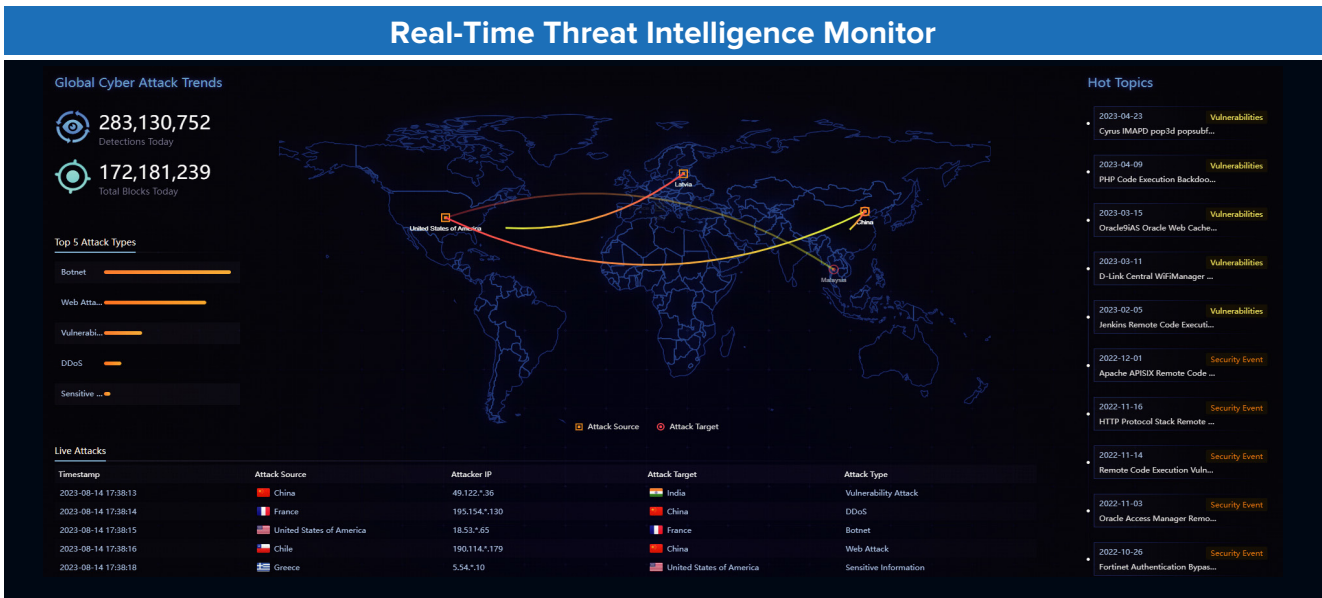 Real-Time Threat Intelligence Monitor
Global Cyber Attack Trends
283,130,752
Detections Today
172,181,239
Total Blocks Today
Top 5 Attack Types
Botnet
Web Atta...
Vulnerabi...
DDoS
Sensitive ...
Latvia
United States of America
China
Malaysia
Attack Source Attack Target
Hot Topics
2023-04-23 Vulnerabilities
Cyrus IMAPD pop3d popsubf...
2023-04-09 Vulnerabilities
PHP Code Execution Backdoo...
2023-03-15 Vulnerabilities
Oracle9iAS Oracle Web Cache...
2023-03-11 Vulnerabilities
D-Link Central WiFiManager ...
2023-02-05 Vulnerabilities
Jenkins Remote Code Executi...
2022-12-01 Security Event
Apache APISIX Remote Code ...
2022-11-16 Security Event
HTTP Protocol Stack Remote ...
2022-11-14 Security Event
Remote Code Execution Vuln...
2022-11-03 Security Event
Oracle Access Manager Remo...
2022-10-26 Security Event
Fortinet Authentication Bypas...
Live Attacks
Timestamp Attack Source Attacker IP Attack Target Attack Type
2023-08-14 17:38:13 China 49.122.*.36 India Vulnerability Attack
2023-08-14 17:38:14 France 195.154.*.130 China DDoS
2023-08-14 17:38:15 United States of America 18.53.*.65 France Botnet
2023-08-14 17:38:16 Chile 190.114.*.179 China Web Attack
2023-08-14 17:38:18 Greece 5.54.*.10 United States of America Sensitive Information